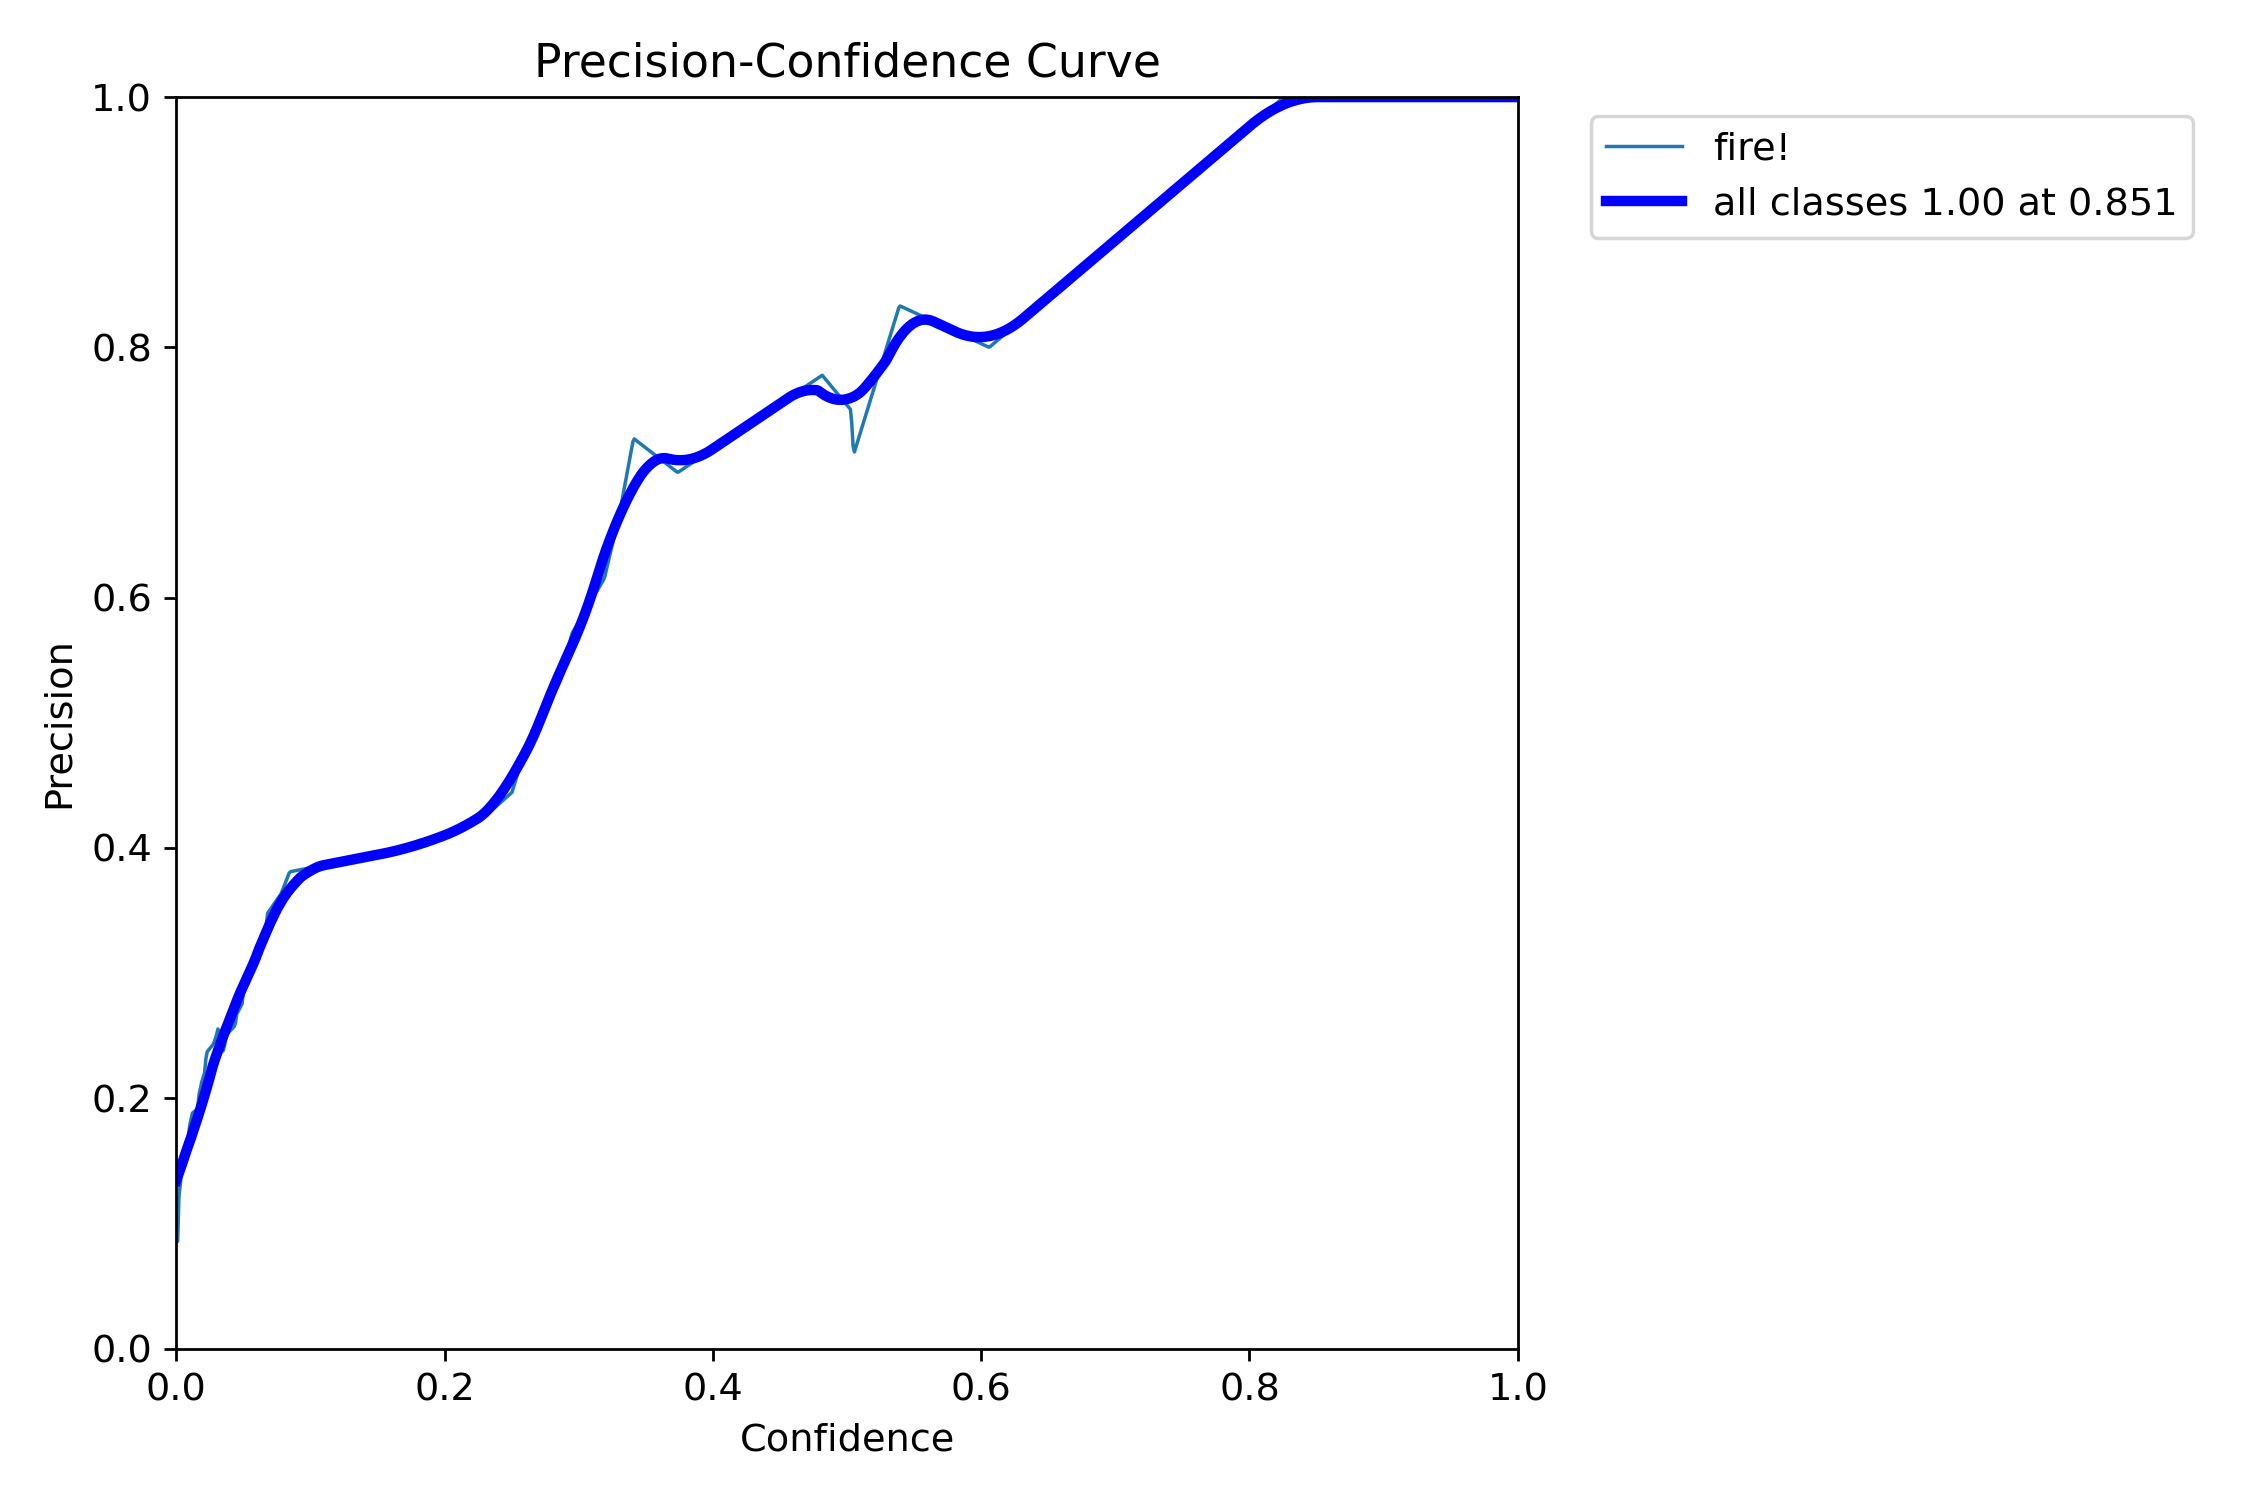 Precision-Confidence Curve
1.0
0.8
0.6
0.4
0.2
0.0
Precision
0.0 0.2 0.4 0.6 0.8 1.0
Confidence
fire!
all classes 1.00 at 0.851